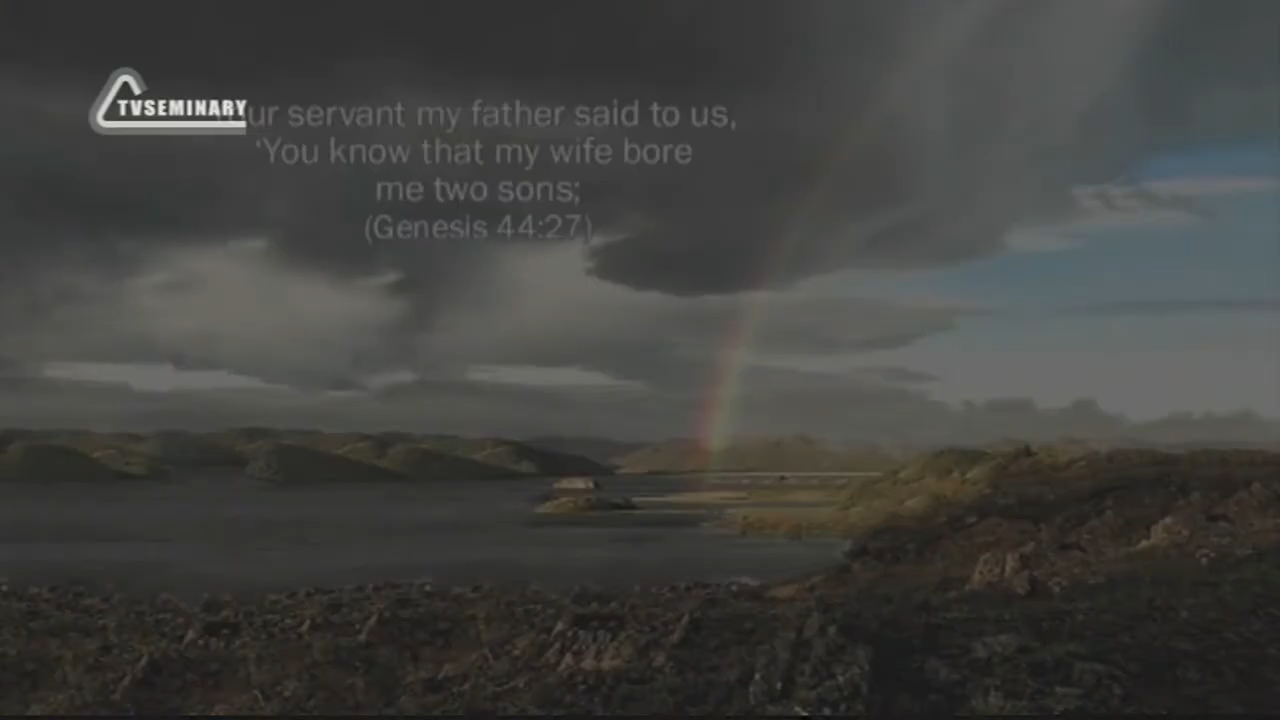 TVSEMINARY
ur servant my father said to us,
‘You know that my wife bore
me two sons;
(Genesis 44:27)